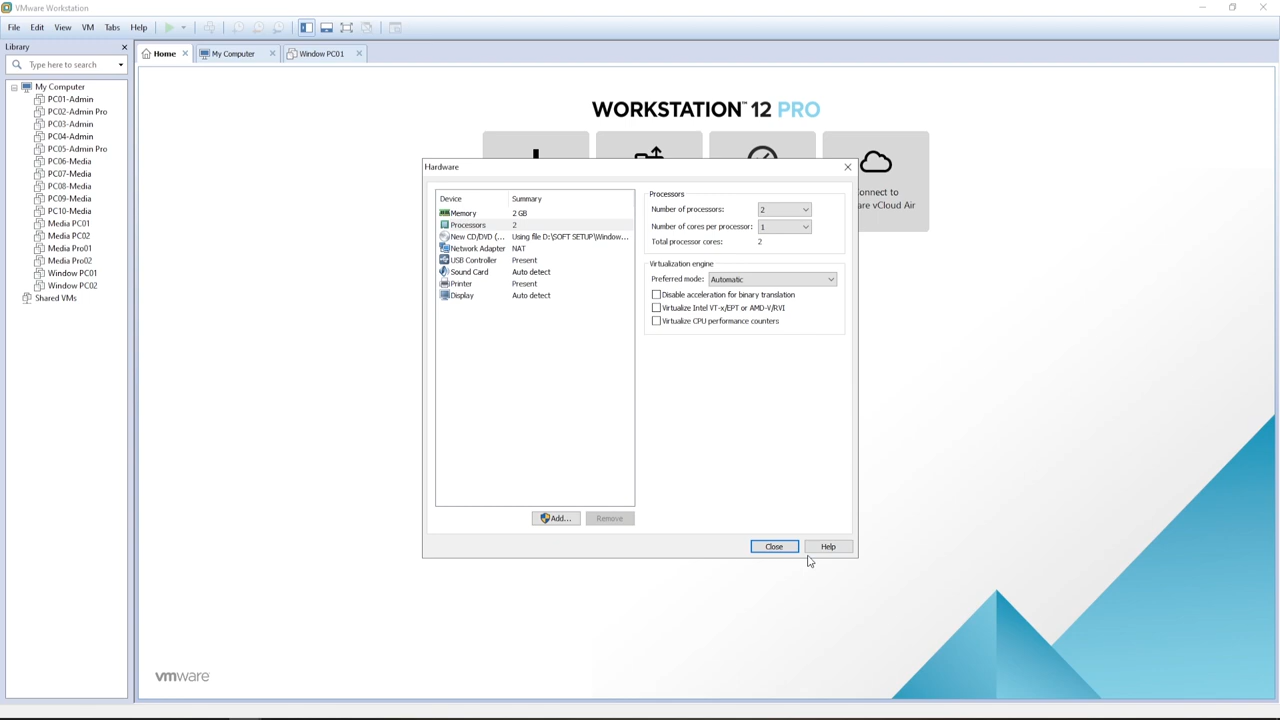 VMware Workstation
File Edit View VM Tabs Help
Library
Type here to search
Home
My Computer
Window PC01
My Computer
PC01-Admin
PC02-Admin Pro
PC03-Admin
PC04-Admin
PC05-Admin Pro
PC06-Media
PC07-Media
PC08-Media
PC09-Media
PC10-Media
Media PC01
Media PC02
Media Pro01
Media Pro02
Window PC01
Window PC02
Shared VMs
WORKSTATION™ 12 PRO
onnect to
are vCloud Air
Hardware
Device Summary
Memory 2 GB
Processors 2
New CD/DVD (... Using file D:\SOFT SETUP\Window...
Network Adapter NAT
USB Controller Present
Sound Card Auto detect
Printer Present
Display Auto detect
Add...
Remove
Processors
Number of processors: 2
Number of cores per processor: 1
Total processor cores: 2
Virtualization engine
Preferred mode: Automatic
Disable acceleration for binary translation
Virtualize Intel VT-x/EPT or AMD-V/RVI
Virtualize CPU performance counters
Close
Help
vmware